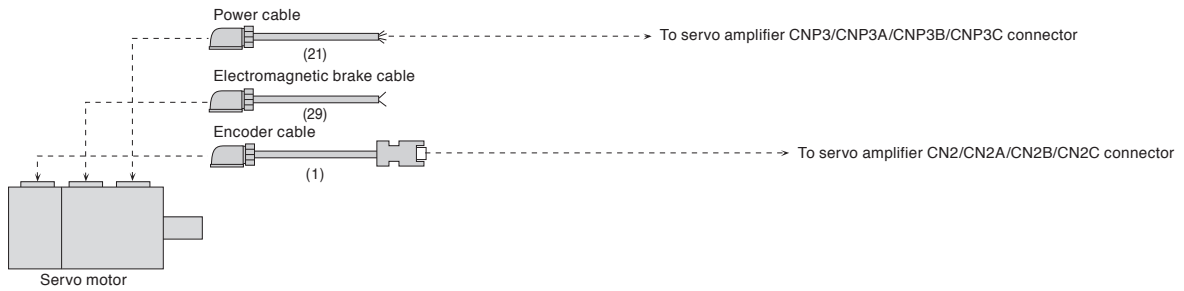 Power cable
To servo amplifier CNP3/CNP3A/CNP3B/CNP3C connector
(21)
Electromagnetic brake cable
(29)
Encoder cable
To servo amplifier CN2/CN2A/CN2B/CN2C connector
(1)
Servo motor